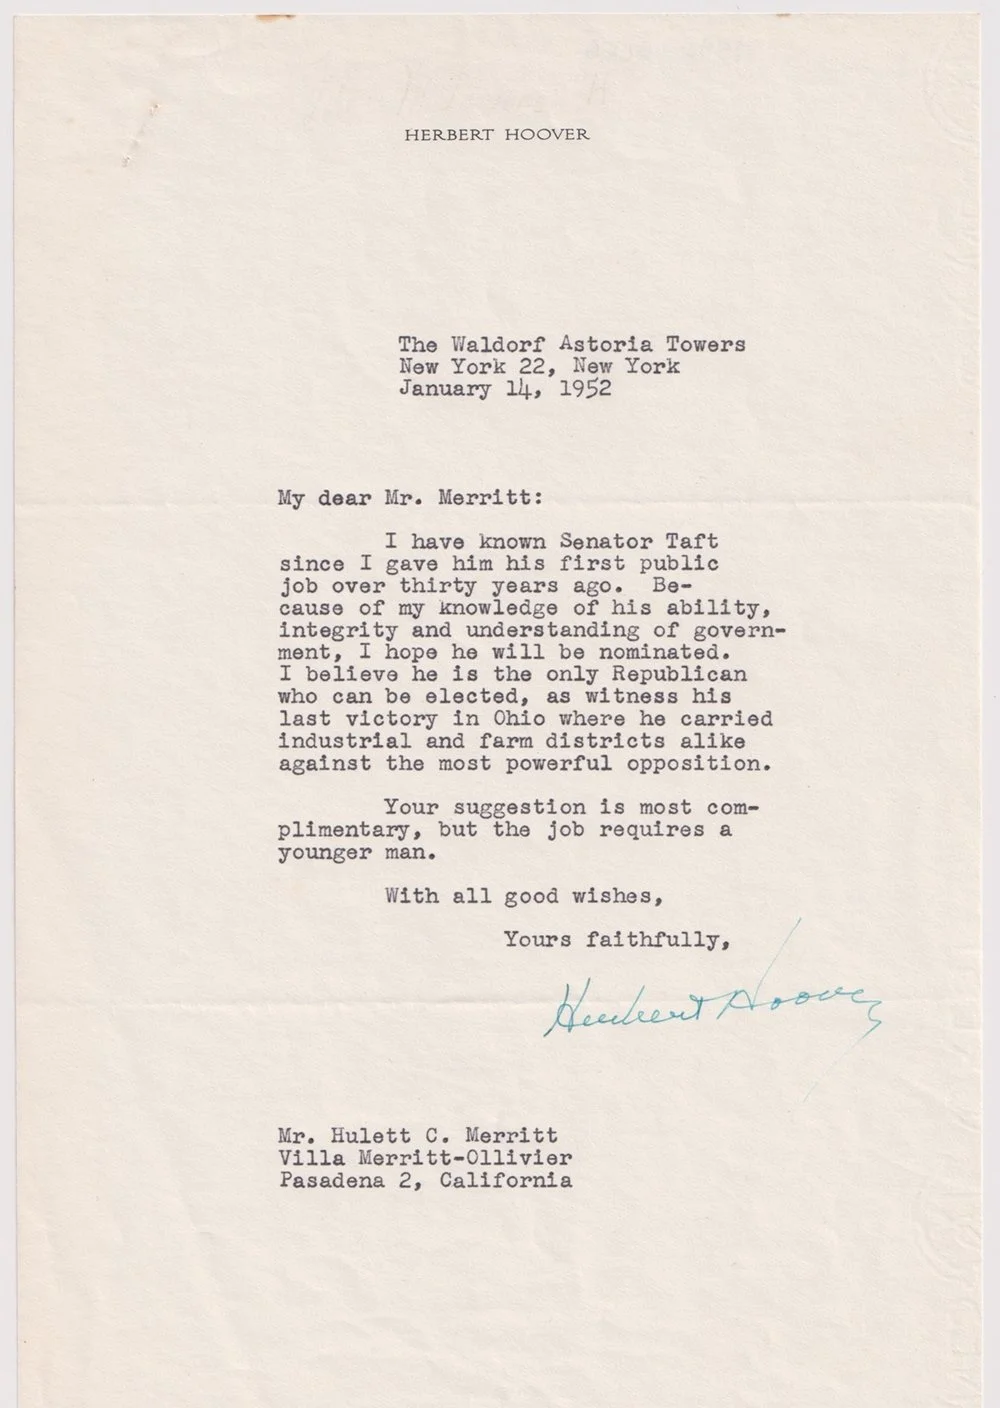 HERBERT HOOVER
The Waldorf Astoria Towers
New York 22, New York
January 14, 1952
My dear Mr. Merritt:
I have known Senator Taft
since I gave him his first public
job over thirty years ago.  Be-
cause of my knowledge of his ability,
integrity and understanding of govern-
ment, I hope he will be nominated.
I believe he is the only Republican
who can be elected, as witness his
last victory in Ohio where he carried
industrial and farm districts alike
against the most powerful opposition.
Your suggestion is most com-
plimentary, but the job requires a
younger man.
With all good wishes,
Yours faithfully,
Herbert Hoover
Mr. Hulett C. Merritt
Villa Merritt-Ollivier
Pasadena 2, California